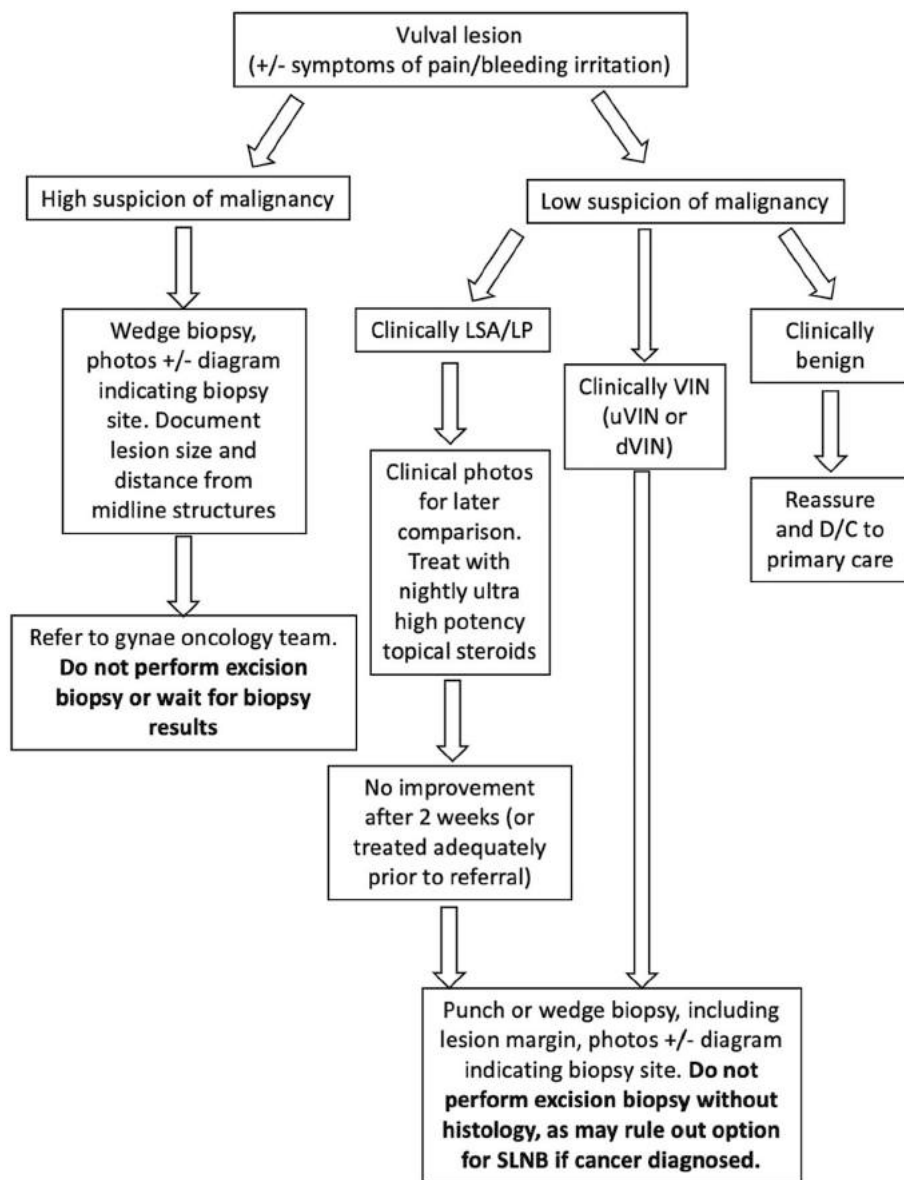 Vulval lesion
(+/- symptoms of pain/bleeding irritation)
High suspicion of malignancy
Low suspicion of malignancy
Wedge biopsy,
photos +/- diagram
indicating biopsy
site. Document
lesion size and
distance from
midline structures
Refer to gynae oncology team.
Do not perform excision
biopsy or wait for biopsy
results
Clinically LSA/LP
Clinical photos
for later
comparison.
Treat with
nightly ultra
high potency
topical steroids
No improvement
after 2 weeks (or
treated adequately
prior to referral)
Clinically VIN
(uVIN or
dVIN)
Clinically
benign
Reassure
and D/C to
primary care
Punch or wedge biopsy, including
lesion margin, photos +/- diagram
indicating biopsy site. Do not
perform excision biopsy without
histology, as may rule out option
for SLNB if cancer diagnosed.